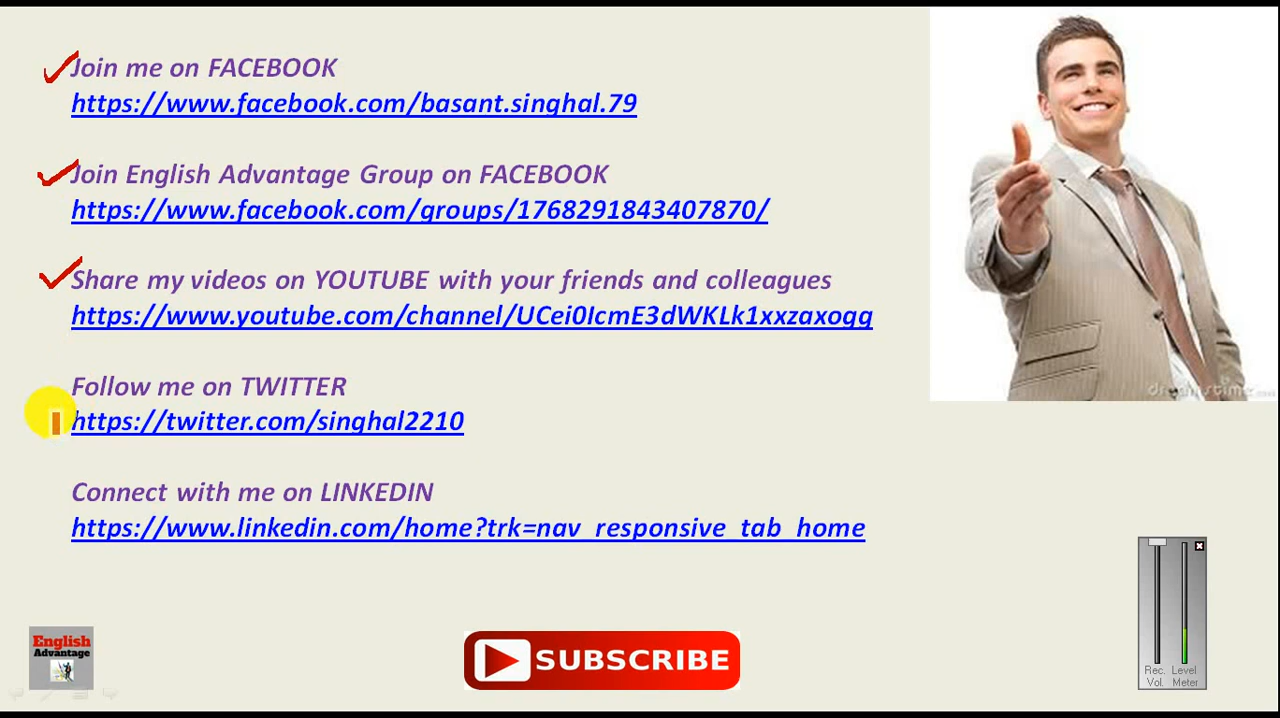 Join me on FACEBOOK
https://www.facebook.com/basant.singhal.79
Join English Advantage Group on FACEBOOK
https://www.facebook.com/groups/1768291843407870/
Share my videos on YOUTUBE with your friends and colleagues
https://www.youtube.com/channel/UCei0IcmE3dWKLk1xxzaxogg
Follow me on TWITTER
https://twitter.com/singhal2210
Connect with me on LINKEDIN
https://www.linkedin.com/home?trk=nav_responsive_tab_home
dreamstime
English
Advantage
SUBSCRIBE
Rec. Level
Vol. Meter